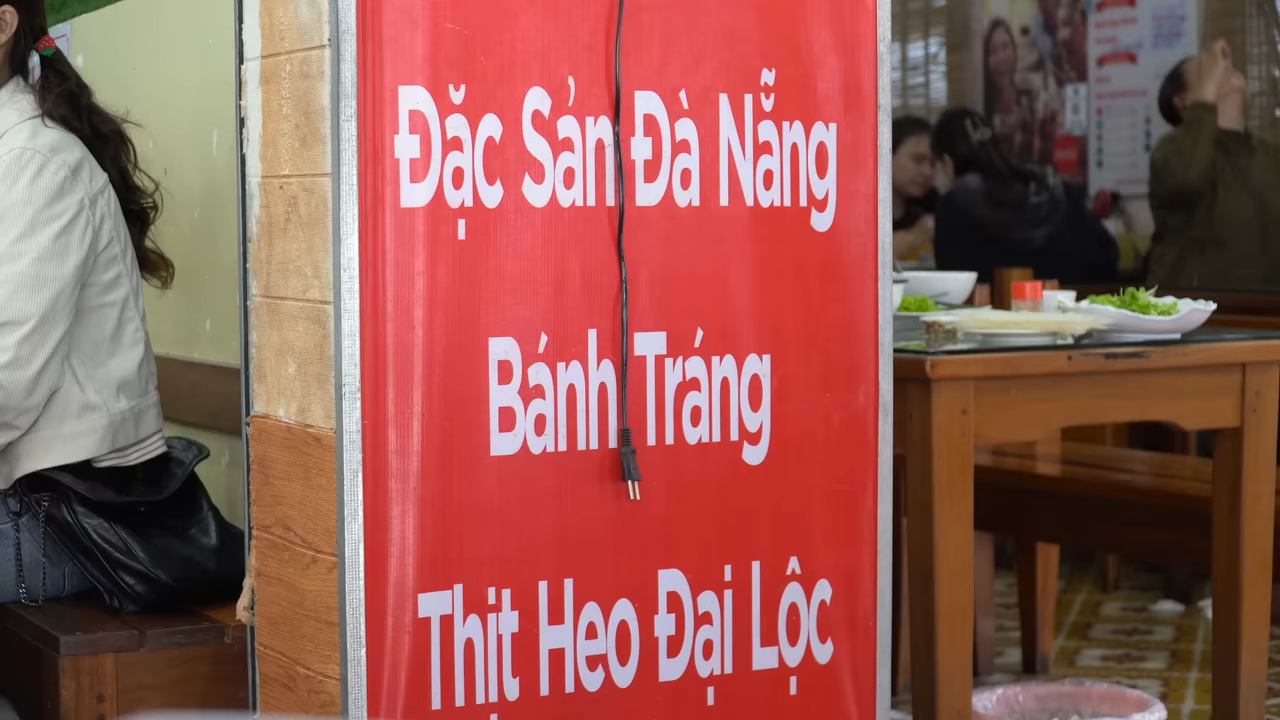 Đặc Sản Đà Nẵng
Bánh Tráng
Thịt Heo Đại Lộc